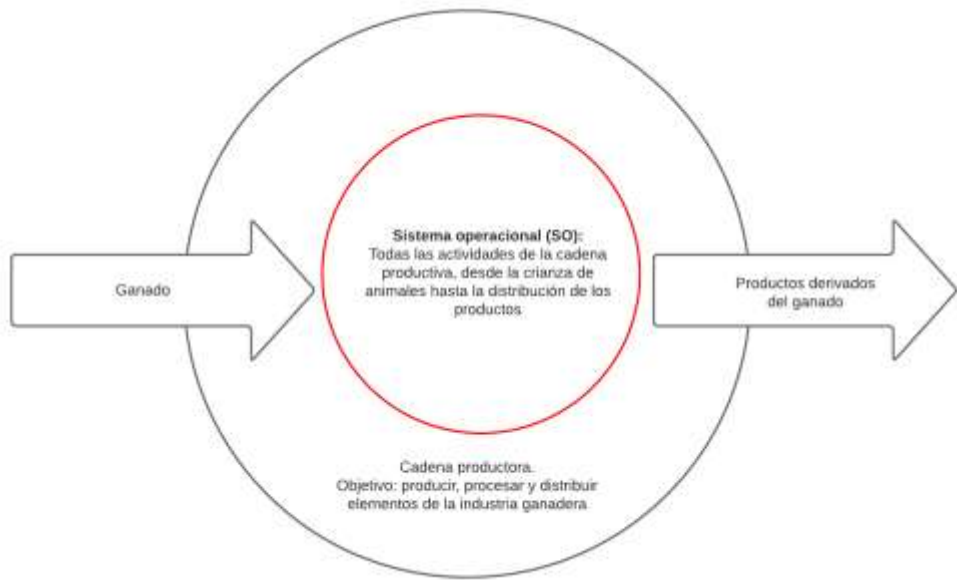 Sistema operacional (SO):
Todas las actividades de la cadena
productiva, desde la crianza de
animales hasta la distribución de los
productos
Ganado
Productos derivados
del ganado
Cadena productora.
Objetivo: producir, procesar y distribuir
elementos de la industria ganadera